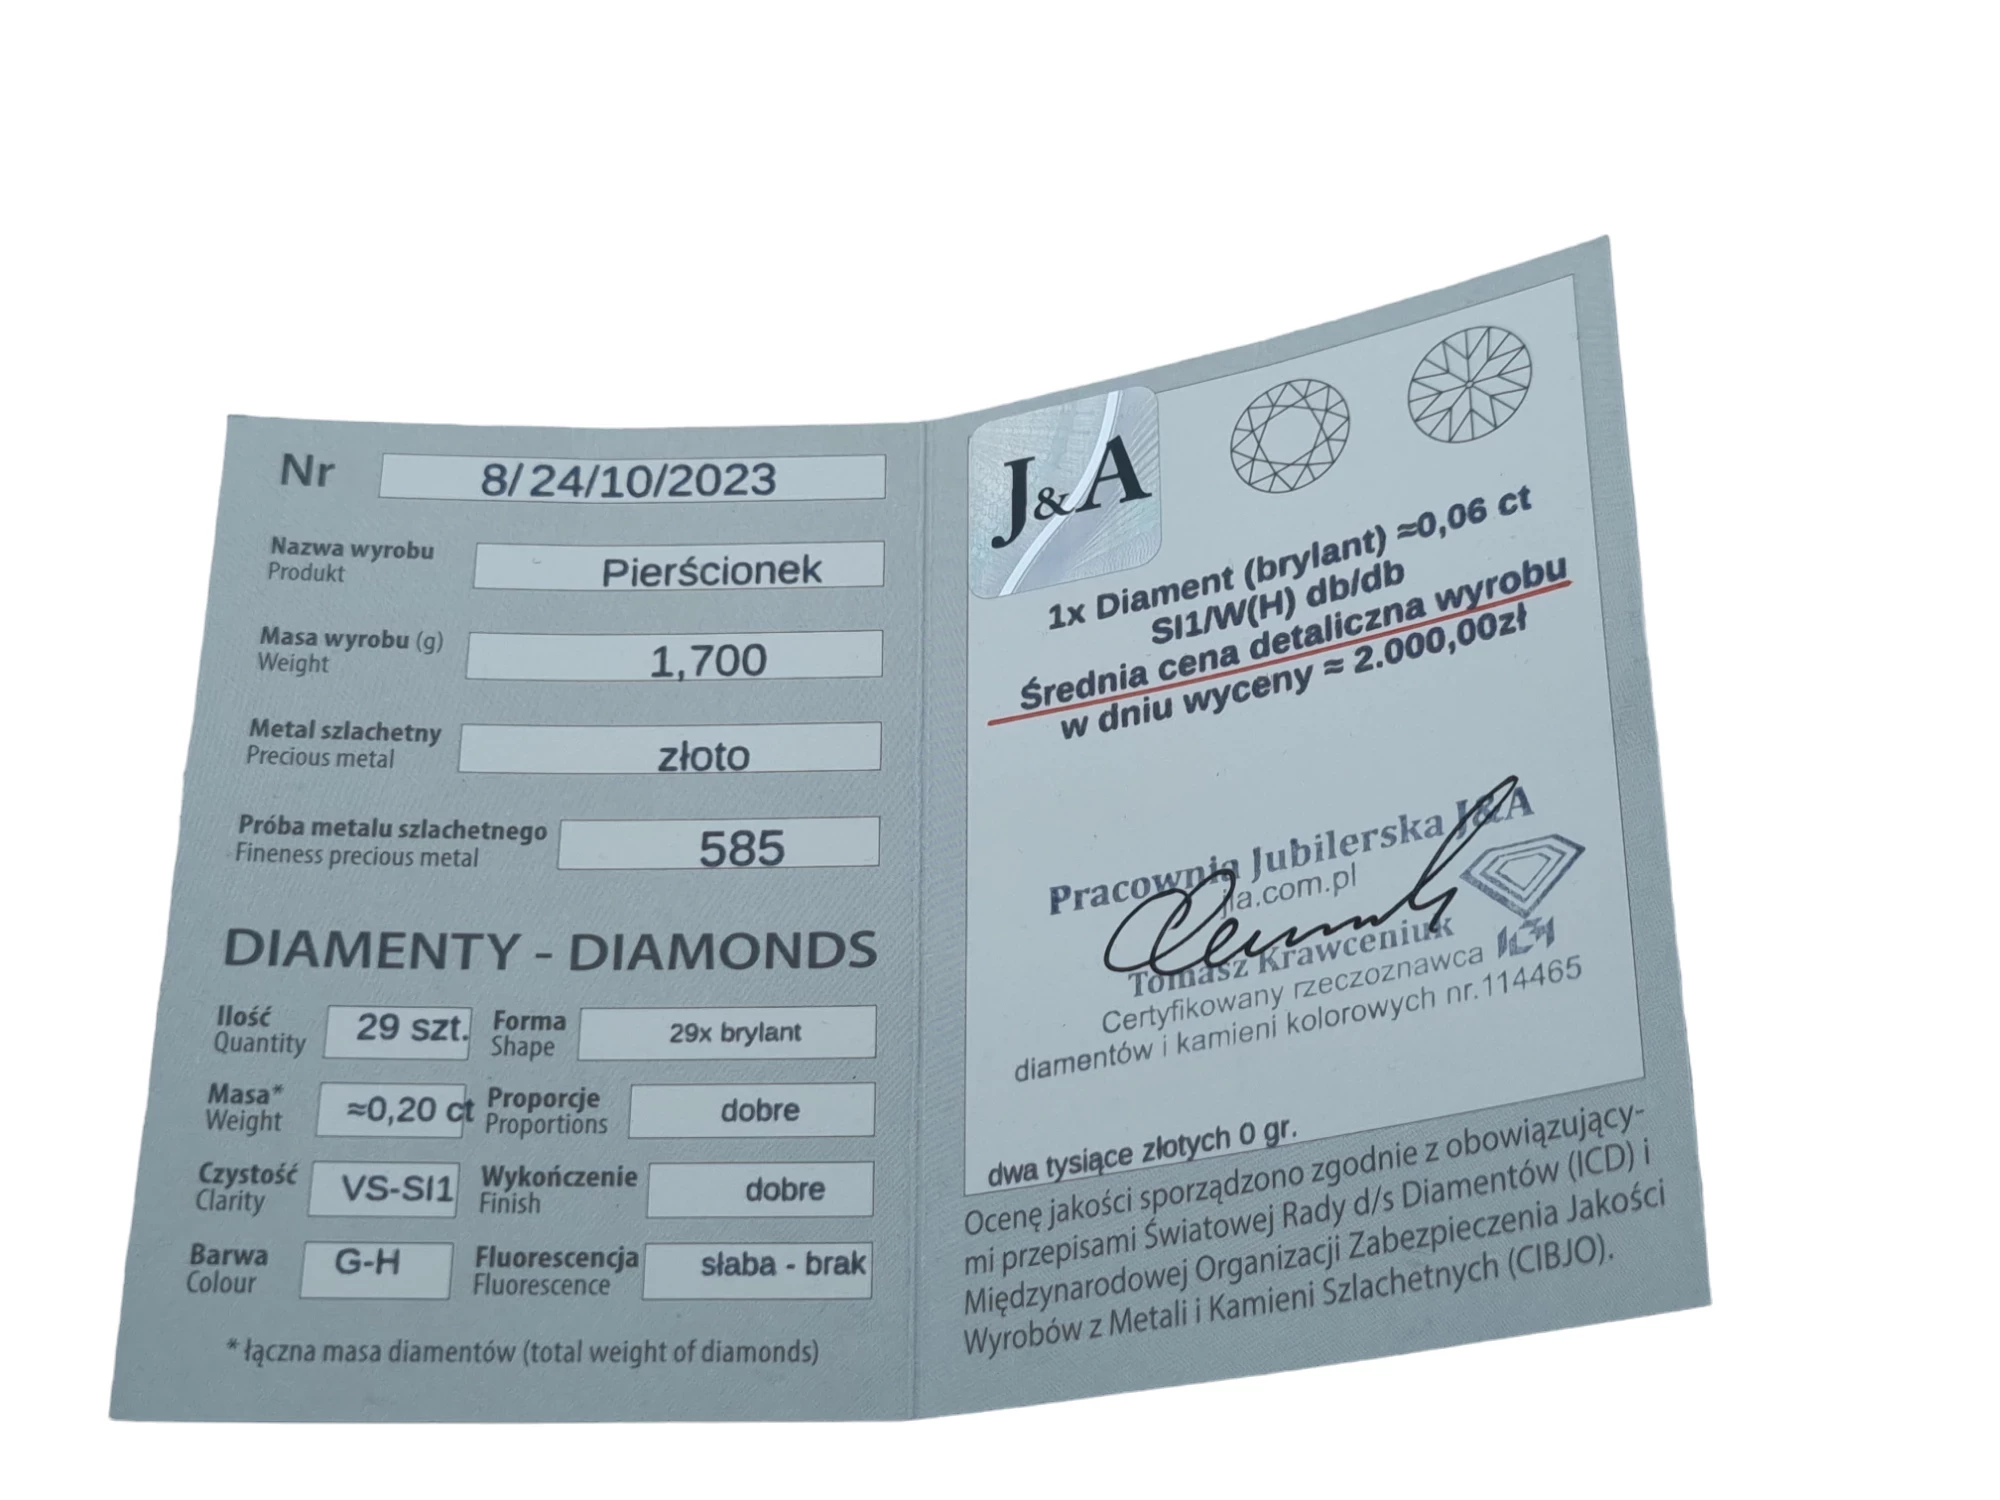 Nr 8/24/10/2023
Nazwa wyrobu
Produkt
Pierścionek
Masa wyrobu (g)
Weight
1,700
Metal szlachetny
Precious metal
złoto
Próba metalu szlachetnego
Fineness precious metal
585
DIAMENTY - DIAMONDS
Ilość
Quantity
29 szt.
Forma
Shape
29x brylant
Masa*
Weight
≈0,20 ct
Proporcje
Proportions
dobre
Czystość
Clarity
VS-SI1
Wykończenie
Finish
dobre
Barwa
Colour
G-H
Fluorescencja
Fluorescence
słaba - brak
* łączna masa diamentów (total weight of diamonds)
J&A
1x Diament (brylant) ≈0,06 ct
SI1/W(H) db/db
Średnia cena detaliczna wyrobu
w dniu wyceny ≈ 2.000,00zł
Pracownia Jubilerska J&A
jla.com.pl
Tomasz Krawceniuk
Certyfikowany rzeczoznawca
diamentów i kamieni kolorowych nr.114465
dwa tysiące złotych 0 gr.
Ocenę jakości sporządzono zgodnie z obowiązujący-
mi przepisami Światowej Rady d/s Diamentów (ICD) i
Międzynarodowej Organizacji Zabezpieczenia Jakości
Wyrobów z Metali i Kamieni Szlachetnych (CIBJO).